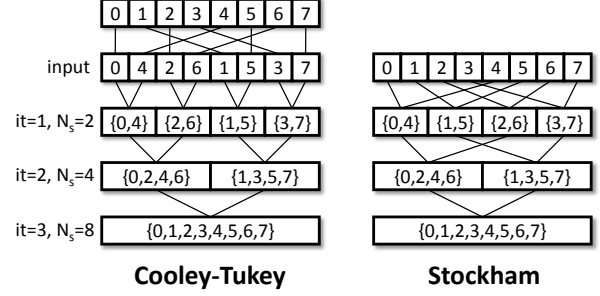 0 1 2 3 4 5 6 7
input 0 4 2 6 1 5 3 7 0 1 2 3 4 5 6 7
it=1, Ns=2 {0,4} {2,6} {1,5} {3,7} {0,4} {1,5} {2,6} {3,7}
it=2, Ns=4 {0,2,4,6} {1,3,5,7} {0,2,4,6} {1,3,5,7}
it=3, Ns=8 {0,1,2,3,4,5,6,7} {0,1,2,3,4,5,6,7}
Cooley-Tukey Stockham